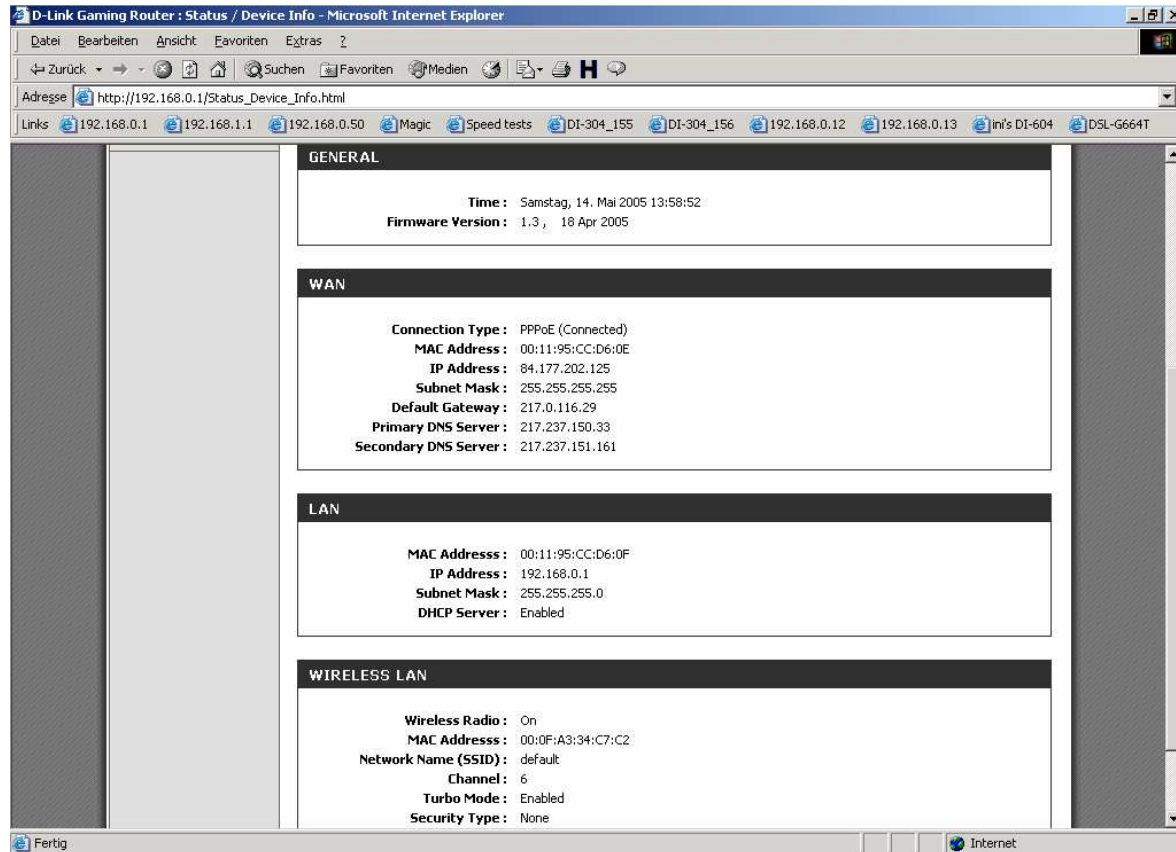 D-Link Gaming Router : Status / Device Info - Microsoft Internet Explorer
Datei Bearbeiten Ansicht Favoriten Extras ?
Zurück Suchen Favoriten Medien
Adresse http://192.168.0.1/Status_Device_Info.html
Links 192.168.0.1 192.168.1.1 192.168.0.50 Magic Speed tests DI-304_155 DI-304_156 192.168.0.12 192.168.0.13 ini's DI-604 DSL-G664T
GENERAL
Time : Samstag, 14. Mai 2005 13:58:52
Firmware Version : 1.3 , 18 Apr 2005
WAN
Connection Type : PPPoE (Connected)
MAC Address : 00:11:95:CC:D6:0E
IP Address : 84.177.202.125
Subnet Mask : 255.255.255.255
Default Gateway : 217.0.116.29
Primary DNS Server : 217.237.150.33
Secondary DNS Server : 217.237.151.161
LAN
MAC Addresss : 00:11:95:CC:D6:0F
IP Address : 192.168.0.1
Subnet Mask : 255.255.255.0
DHCP Server : Enabled
WIRELESS LAN
Wireless Radio : On
MAC Addresss : 00:0F:A3:34:C7:C2
Network Name (SSID) : default
Channel : 6
Turbo Mode : Enabled
Security Type : None
Fertig Internet